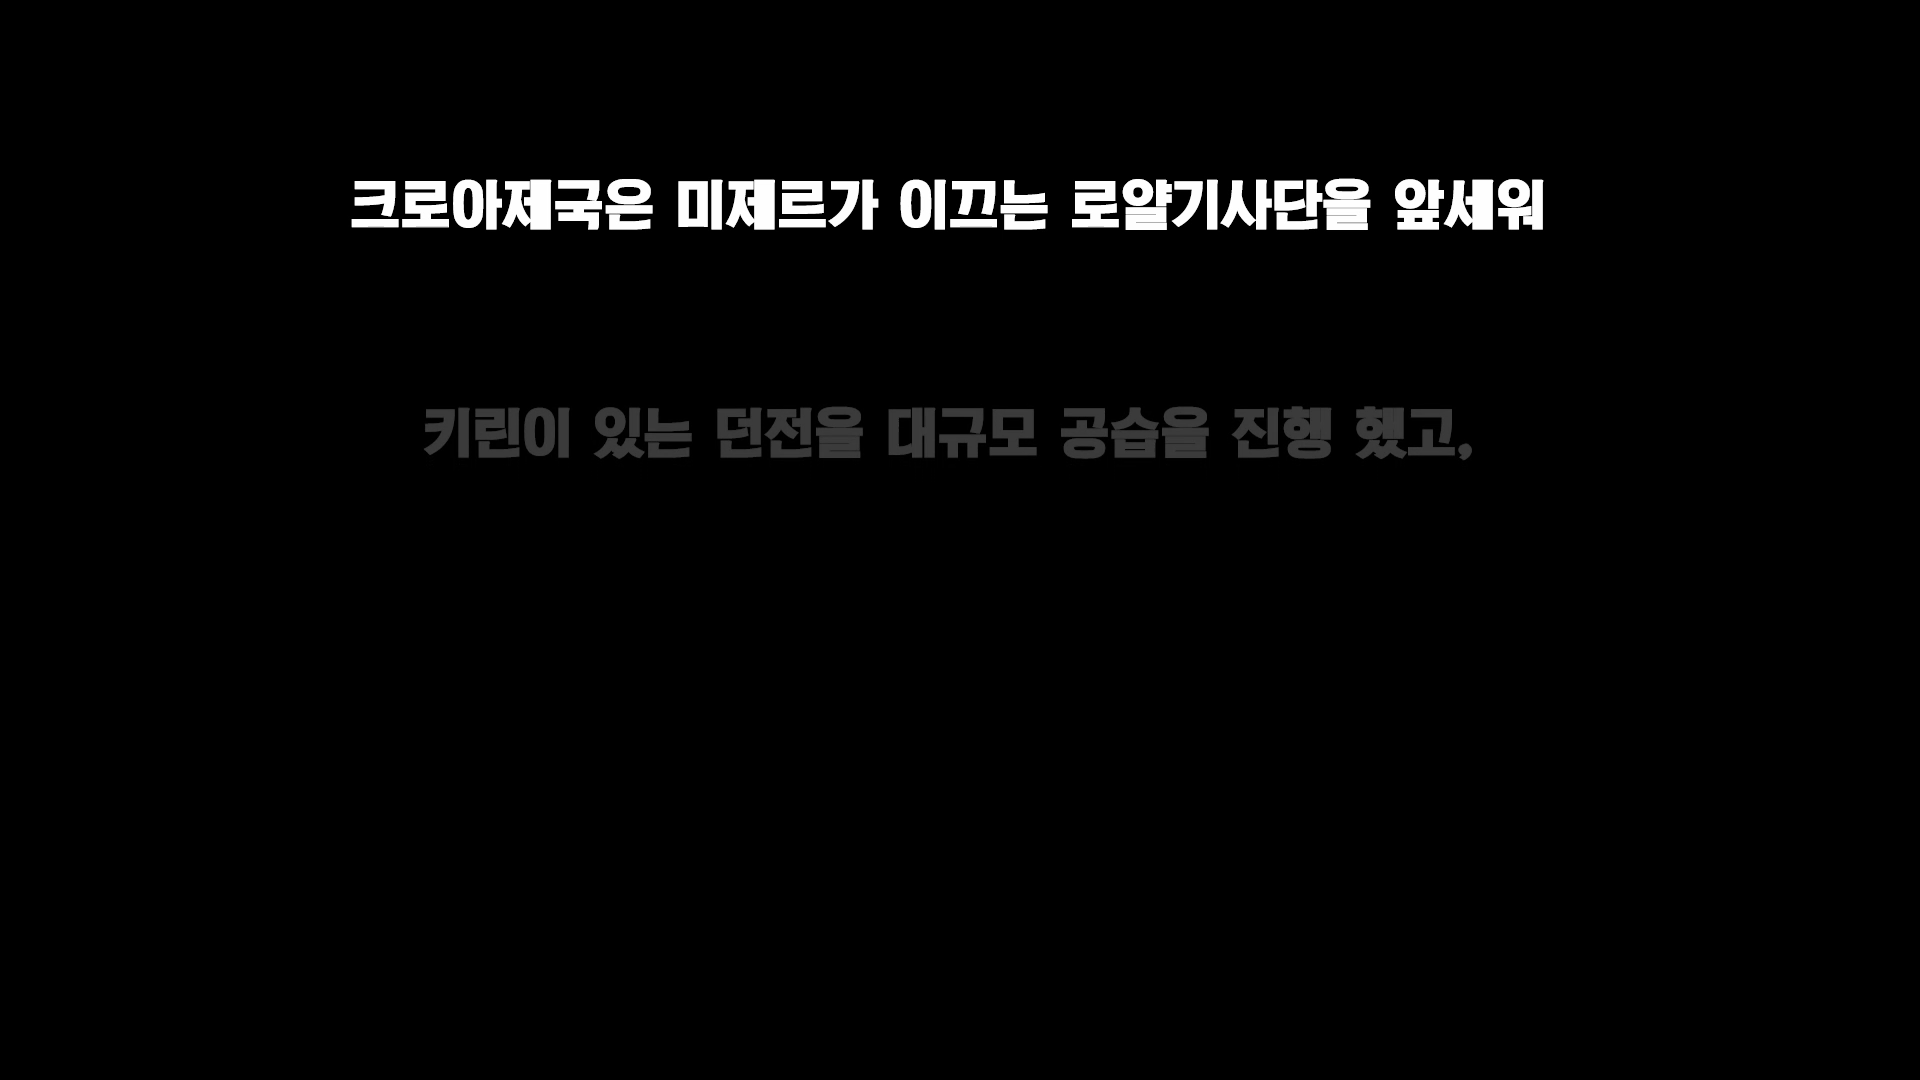 크로아제국은 미제르가 이끄는 로얄기사단을 앞세워
키린이 있는 던전을 대규모 공습을 진행 했고,